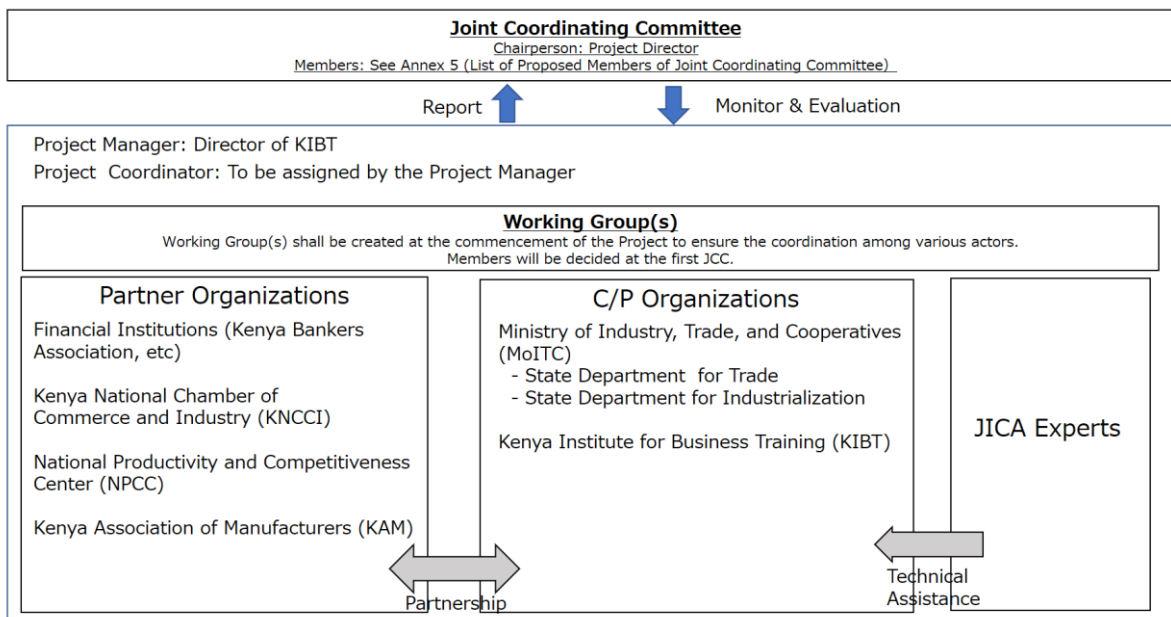 Joint Coordinating Committee
Chairperson: Project Director
Members: See Annex 5 (List of Proposed Members of Joint Coordinating Committee)
Report
Monitor & Evaluation
Project Manager: Director of KIBT
Project Coordinator: To be assigned by the Project Manager
Working Group(s)
Working Group(s) shall be created at the commencement of the Project to ensure the coordination among various actors.
Members will be decided at the first JCC.
Partner Organizations
Financial Institutions (Kenya Bankers
Association, etc)
Kenya National Chamber of
Commerce and Industry (KNCCI)
National Productivity and Competitiveness
Center (NPCC)
Kenya Association of Manufacturers (KAM)
Partnership
C/P Organizations
Ministry of Industry, Trade, and Cooperatives
(MoITC)
- State Department for Trade
- State Department for Industrialization
Kenya Institute for Business Training (KIBT)
JICA Experts
Technical
Assistance